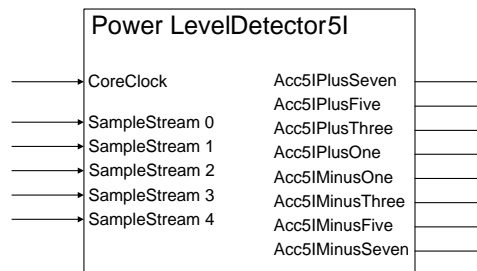 Power LevelDetector5I
CoreClock
SampleStream 0
SampleStream 1
SampleStream 2
SampleStream 3
SampleStream 4
Acc5IPlusSeven
Acc5IPlusFive
Acc5IPlusThree
Acc5IPlusOne
Acc5IMinusOne
Acc5IMinusThree
Acc5IMinusFive
Acc5IMinusSeven